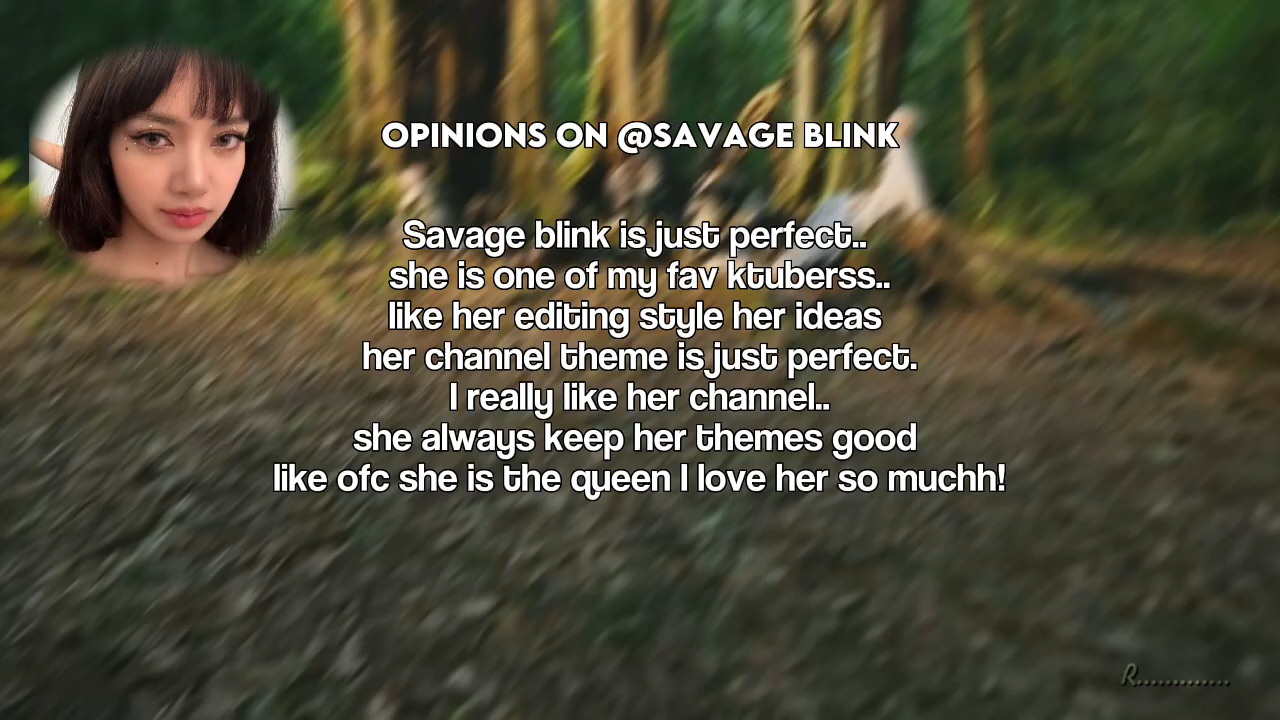 OPINIONS ON @SAVAGE BLINK
Savage blink is just perfect..
she is one of my fav ktuberss..
like her editing style her ideas
her channel theme is just perfect.
I really like her channel..
she always keep her themes good
like ofc she is the queen I love her so muchh!
R.............